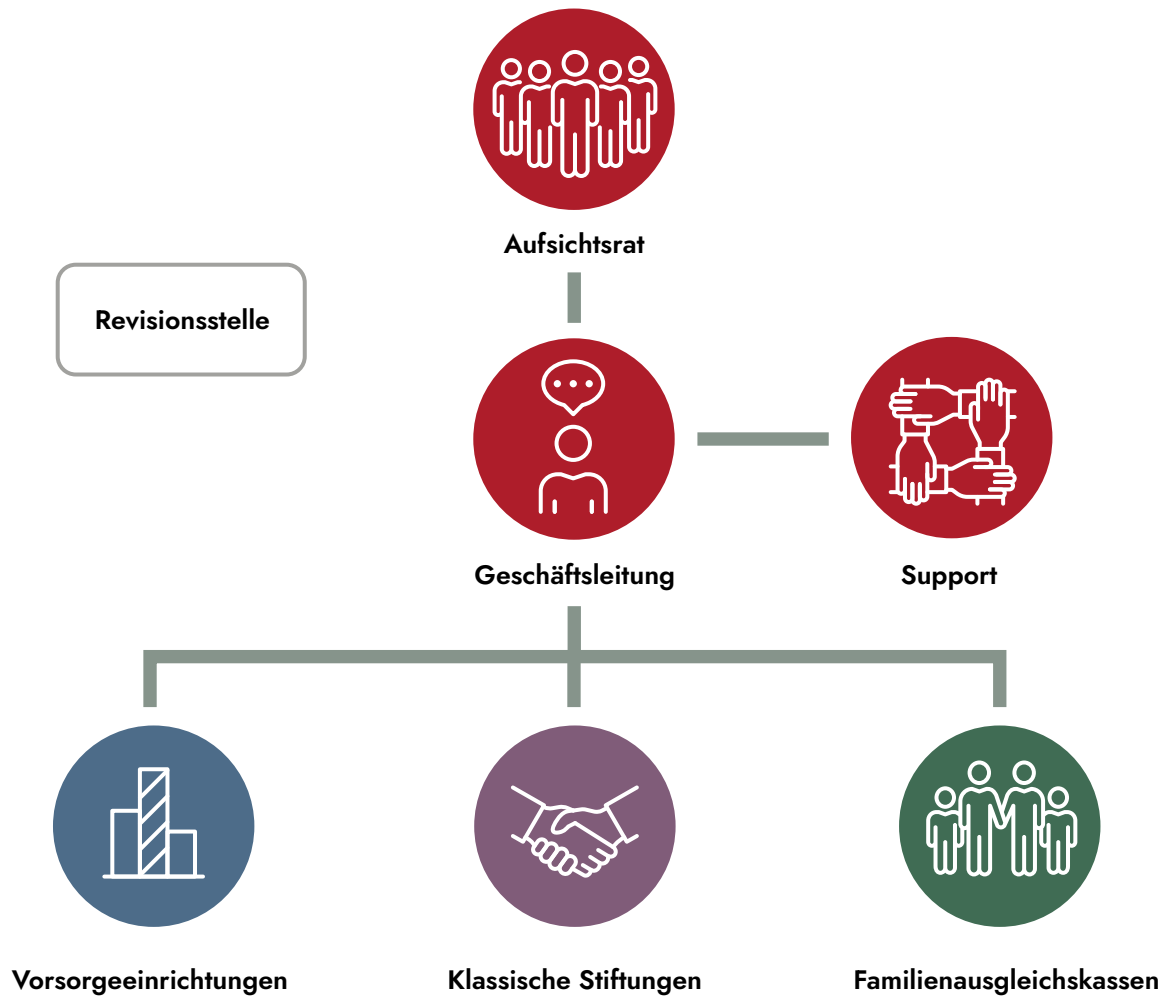 Aufsichtsrat
Revisionsstelle
Geschäftsleitung
Support
Vorsorgeeinrichtungen
Klassische Stiftungen
Familienausgleichskassen